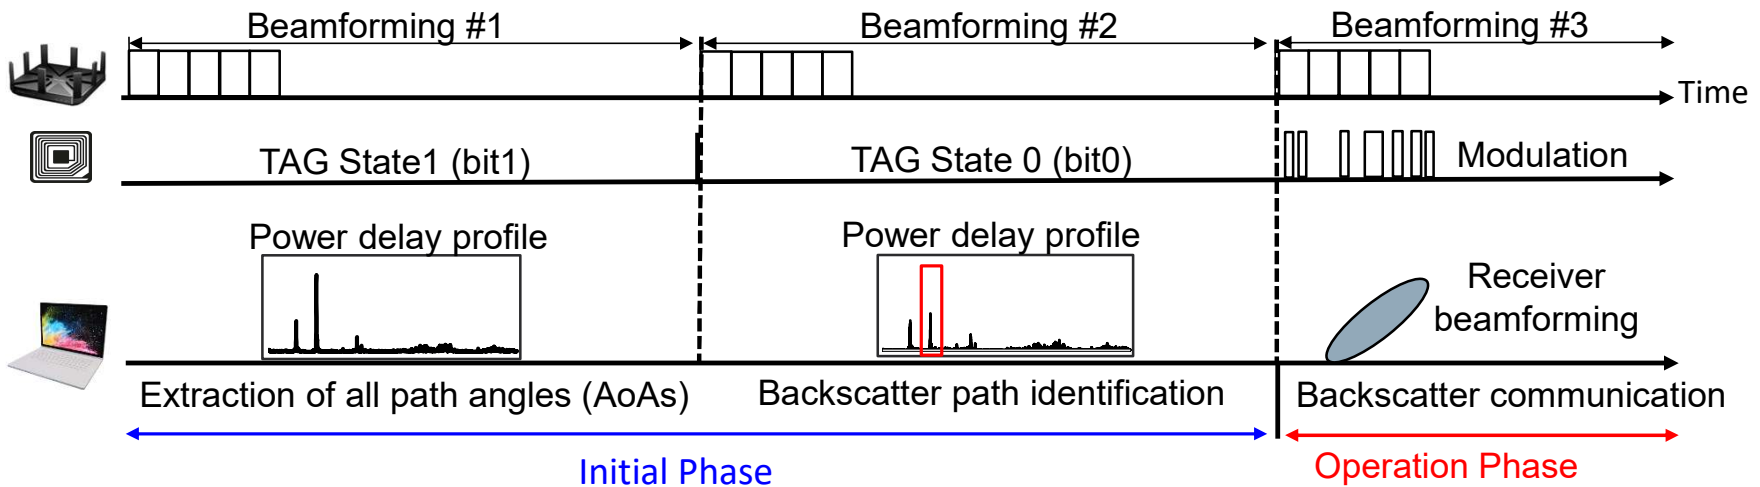 Beamforming #1
Beamforming #2
Beamforming #3
Time
TAG State1 (bit1)
TAG State 0 (bit0)
Modulation
Power delay profile
Power delay profile
Receiver
beamforming
Extraction of all path angles (AoAs)
Backscatter path identification
Backscatter communication
Initial Phase
Operation Phase